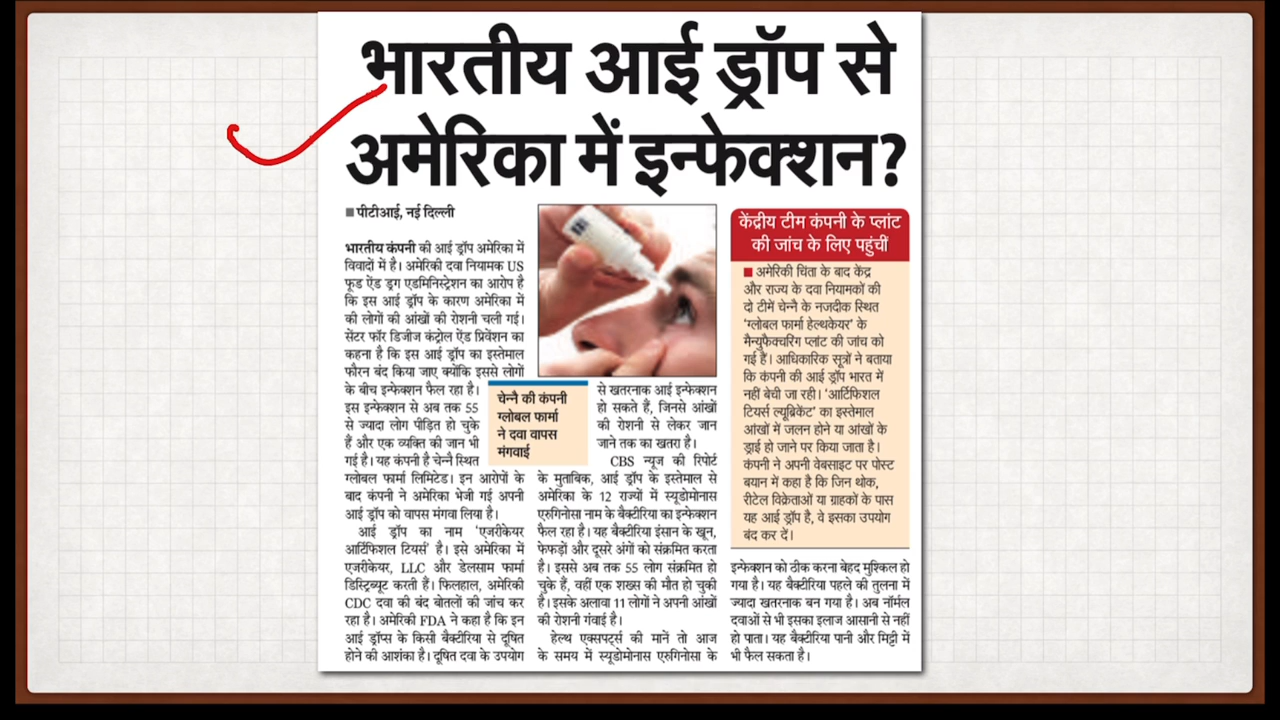 भारतीय आई ड्रॉप से
अमेरिका में इन्फेक्शन?
■ पीटीआई, नई दिल्ली
भारतीय कंपनी की आई ड्रॉप अमेरिका में
विवादों में है। अमेरिकी दवा नियामक US
फूड ऐंड ड्रग एडमिनिस्ट्रेशन का आरोप है
कि इस आई ड्रॉप के कारण अमेरिका में
की लोगों की आंखों की रोशनी चली गई।
सेंटर फॉर डिजीज कंट्रोल ऐंड प्रिवेंशन का
कहना है कि इस आई ड्रॉप का इस्तेमाल
फौरन बंद किया जाए क्योंकि इससे लोगों
के बीच इन्फेक्शन फैल रहा है।
इस इन्फेक्शन से अब तक 55
से ज्यादा लोग पीड़ित हो चुके
हैं और एक व्यक्ति की जान भी
गई है। यह कंपनी है चेन्नै स्थित
ग्लोबल फार्मा लिमिटेड। इन आरोपों के
बाद कंपनी ने अमेरिका भेजी गई अपनी
आई ड्रॉप को वापस मंगवा लिया है।
आई ड्रॉप का नाम 'एजरीकेयर
आर्टिफिशल टियर्स' है। इसे अमेरिका में
एजरीकेयर, LLC और डेलसाम फार्मा
डिस्ट्रिब्यूट करती हैं। फिलहाल, अमेरिकी
CDC दवा की बंद बोतलों की जांच कर
रहा है। अमेरिकी FDA ने कहा है कि इन
आई ड्रॉप्स के किसी बैक्टीरिया से दूषित
होने की आशंका है। दूषित दवा के उपयोग
चेन्नै की कंपनी
ग्लोबल फार्मा
ने दवा वापस
मंगवाई
से खतरनाक आई इन्फेक्शन
हो सकते हैं, जिनसे आंखों
की रोशनी से लेकर जान
जाने तक का खतरा है।
CBS न्यूज की रिपोर्ट
के मुताबिक, आई ड्रॉप के इस्तेमाल से
अमेरिका के 12 राज्यों में स्यूडोमोनास
एरुगिनोसा नाम के बैक्टीरिया का इन्फेक्शन
फैल रहा है। यह बैक्टीरिया इंसान के खून,
फेफड़ों और दूसरे अंगों को संक्रमित करता
है। इससे अब तक 55 लोग संक्रमित हो
चुके हैं, वहीं एक शख्स की मौत हो चुकी
है। इसके अलावा 11 लोगों ने अपनी आंखों
की रोशनी गंवाई है।
हेल्थ एक्सपर्ट्स की मानें तो आज
के समय में स्यूडोमोनास एरुगिनोसा के
केंद्रीय टीम कंपनी के प्लांट
की जांच के लिए पहुंचीं
■ अमेरिकी चिंता के बाद केंद्र
और राज्य के दवा नियामकों की
दो टीमें चेन्नै के नजदीक स्थित
'ग्लोबल फार्मा हेल्थकेयर' के
मैन्युफैक्चरिंग प्लांट की जांच को
गई हैं। आधिकारिक सूत्रों ने बताया
कि कंपनी की आई ड्रॉप भारत में
नहीं बेची जा रही। 'आर्टिफिशल
टियर्स ल्यूब्रिकेंट' का इस्तेमाल
आंखों में जलन होने या आंखों के
ड्राई हो जाने पर किया जाता है।
कंपनी ने अपनी वेबसाइट पर पोस्ट
बयान में कहा है कि जिन थोक,
रीटेल विक्रेताओं या ग्राहकों के पास
यह आई ड्रॉप है, वे इसका उपयोग
बंद कर दें।
इन्फेक्शन को ठीक करना बेहद मुश्किल हो
गया है। यह बैक्टीरिया पहले की तुलना में
ज्यादा खतरनाक बन गया है। अब नॉर्मल
दवाओं से भी इसका इलाज आसानी से नहीं
हो पाता। यह बैक्टीरिया पानी और मिट्टी में
भी फैल सकता है।